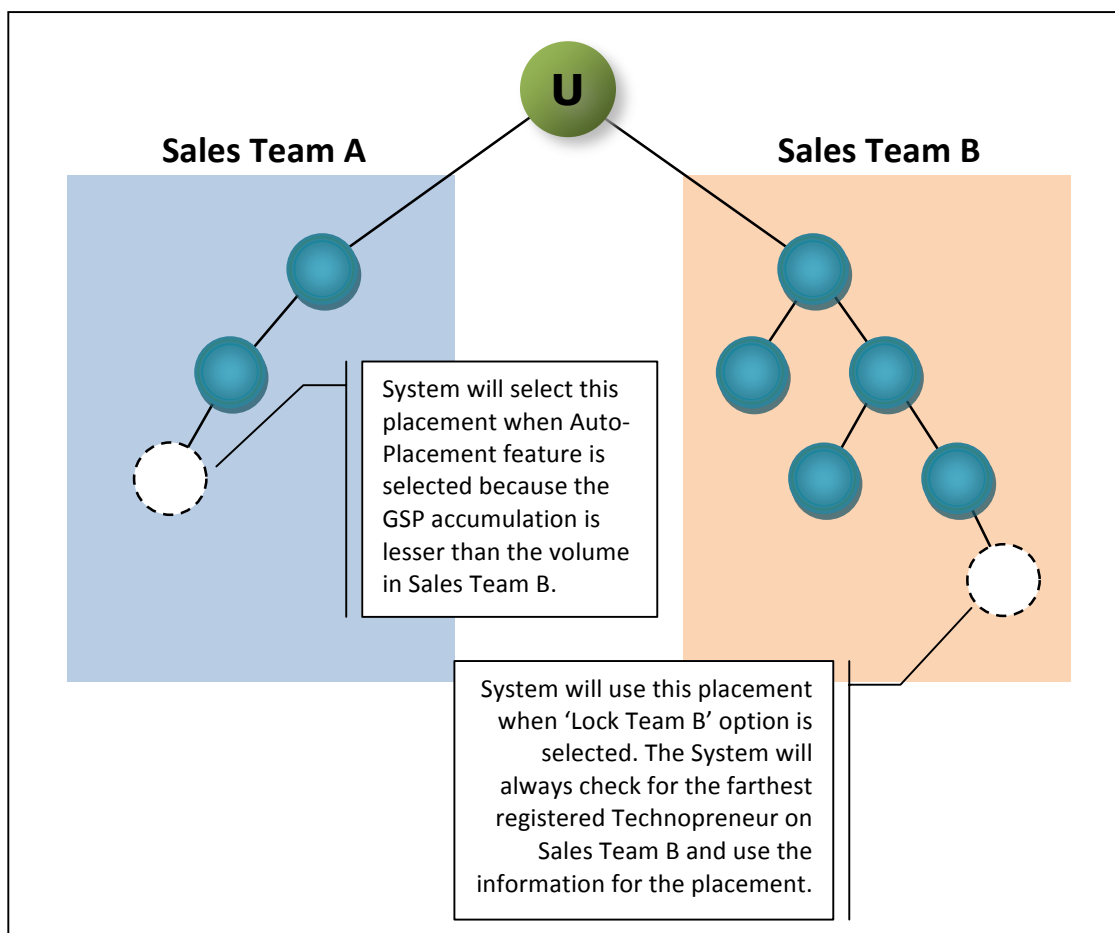 U
Sales Team A
Sales Team B
System will select this
placement when Auto-
Placement feature is
selected because the
GSP accumulation is
lesser than the volume
in Sales Team B.
System will use this placement
when ‘Lock Team B’ option is
selected. The System will
always check for the farthest
registered Technopreneur on
Sales Team B and use the
information for the placement.